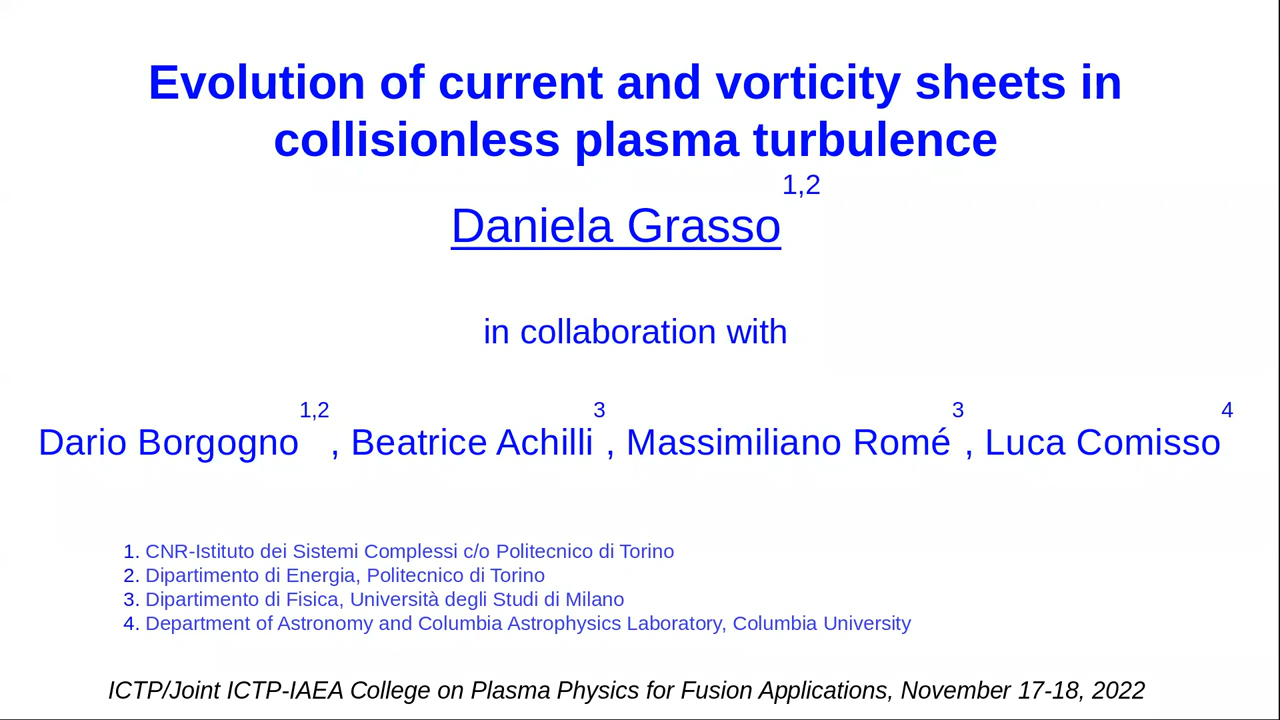 Evolution of current and vorticity sheets in
collisionless plasma turbulence
Daniela Grasso 1,2
in collaboration with
Dario Borgogno 1,2, Beatrice Achilli 3, Massimiliano Romé 3, Luca Comisso 4
1. CNR-Istituto dei Sistemi Complessi c/o Politecnico di Torino
2. Dipartimento di Energia, Politecnico di Torino
3. Dipartimento di Fisica, Università degli Studi di Milano
4. Department of Astronomy and Columbia Astrophysics Laboratory, Columbia University
ICTP/Joint ICTP-IAEA College on Plasma Physics for Fusion Applications, November 17-18, 2022